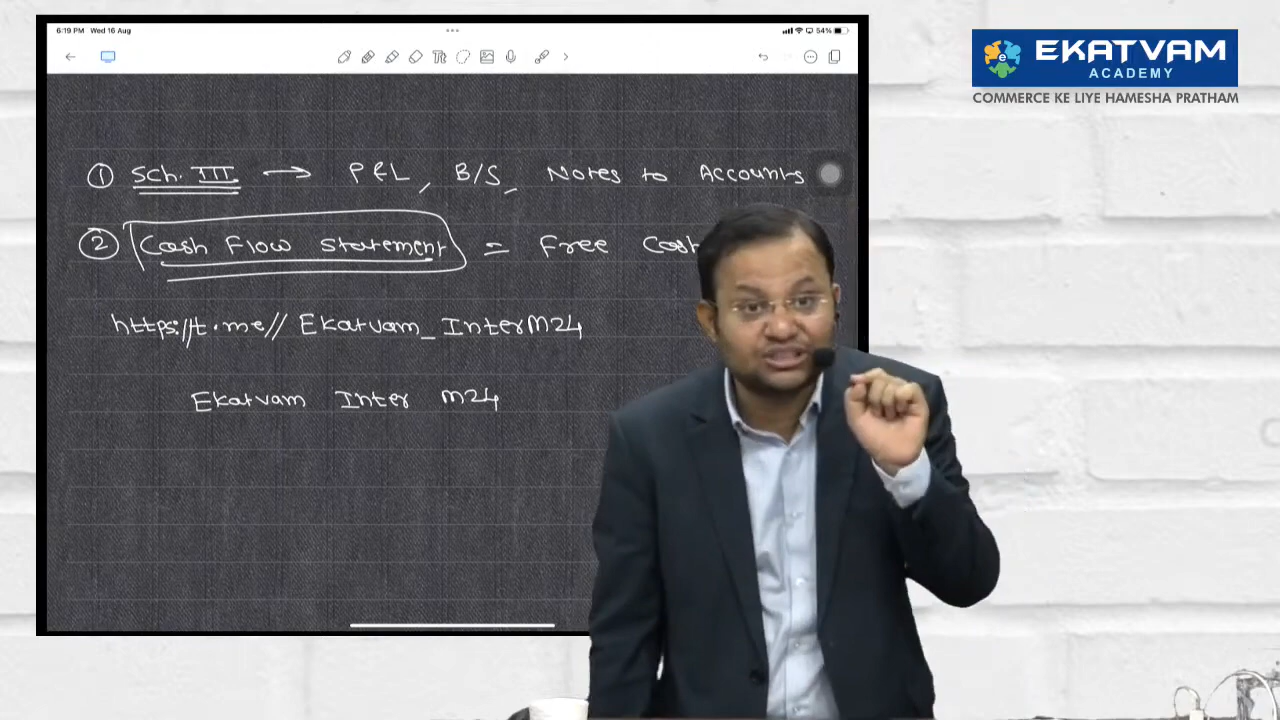 6:19 PM Wed 16 Aug
54%
EKATVAM
ACADEMY
COMMERCE KE LIYE HAMESHA PRATHAM
① Sch. III → P&L, B/S, Notes to Accounts
② Cash Flow Statement = Free Cash
https://t.me// Ekatvam_InterM24
Ekatvam Inter M24